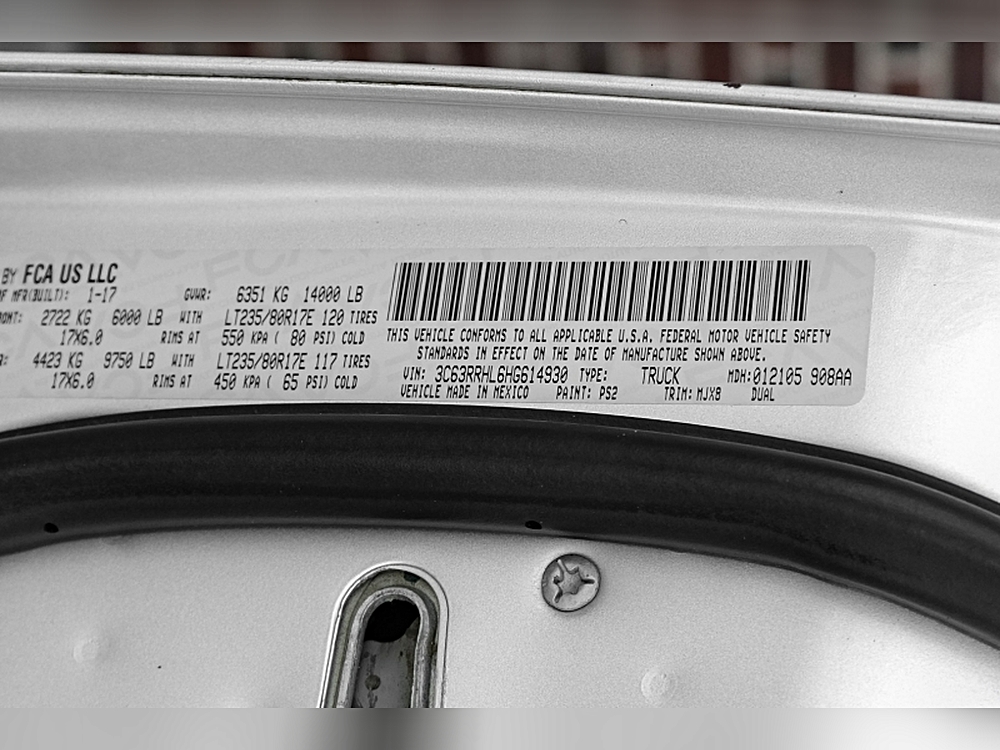 BY FCA US LLC
MFR(BUILT): 1-17 GVWR: 6351 KG 14000 LB
2722 KG 6000 LB WITH LT235/80R17E 120 TIRES
17X6.0 RIMS AT 550 KPA ( 80 PSI) COLD
4423 KG 9750 LB WITH LT235/80R17E 117 TIRES
17X6.0 RIMS AT 450 KPA ( 65 PSI) COLD
THIS VEHICLE CONFORMS TO ALL APPLICABLE U.S.A. FEDERAL MOTOR VEHICLE SAFETY
STANDARDS IN EFFECT ON THE DATE OF MANUFACTURE SHOWN ABOVE.
VIN: 3C63RRHL6HG614930 TYPE: TRUCK MDH:012105 908AA
VEHICLE MADE IN MEXICO PAINT: PS2 TRIM: MJX8 DUAL